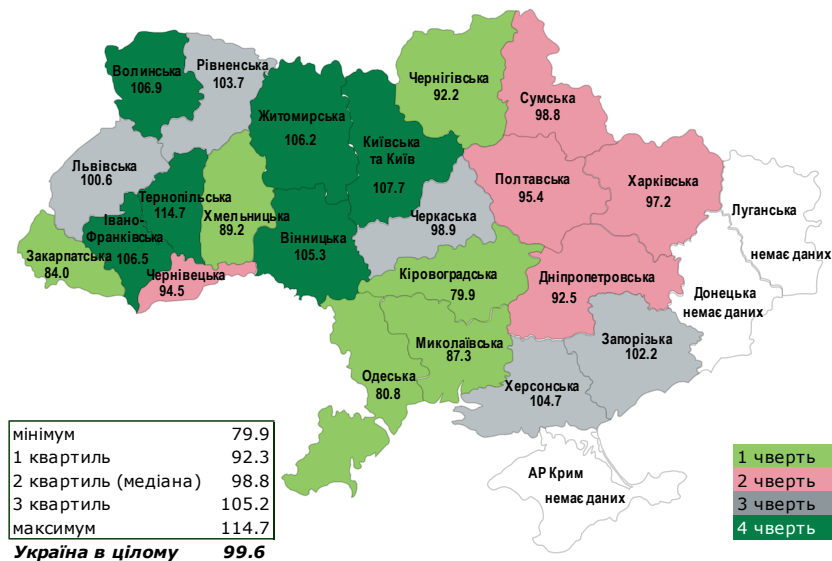 Волинська
106.9
Рівненська
103.7
Житомирська
106.2
Київська
та Київ
107.7
Чернігівська
92.2
Сумська
98.8
Львівська
100.6
Тернопільська
114.7
Хмельницька
89.2
Івано-
Франківська
106.5
Закарпатська
84.0
Чернівецька
94.5
Вінницька
105.3
Черкаська
98.9
Полтавська
95.4
Харківська
97.2
Луганська
немає даних
Донецька
немає даних
Кіровоградська
79.9
Дніпропетровська
92.5
Запорізька
102.2
Миколаївська
87.3
Одеська
80.8
Херсонська
104.7
АР Крим
немає даних
мінімум 79.9
1 квартиль 92.3
2 квартиль (медіана) 98.8
3 квартиль 105.2
максимум 114.7
Україна в цілому 99.6
1 чверть
2 чверть
3 чверть
4 чверть